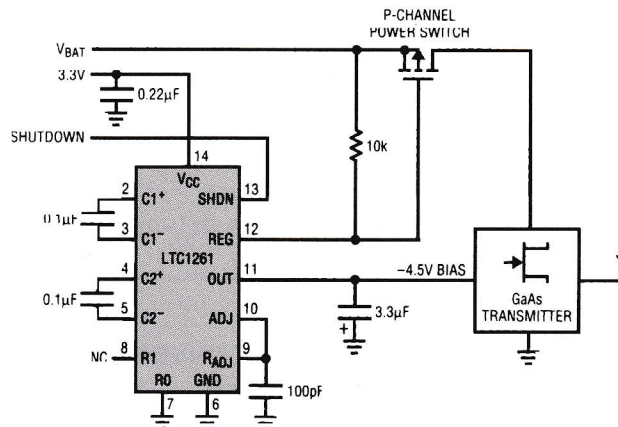 P-CHANNEL
POWER SWITCH
VBAT
3.3V
0.22µF
SHUTDOWN
10k
14
VCC
2
C1+
SHDN
13
0.1µF
3
C1−
REG
12
LTC1261
4
C2+
OUT
11
−4.5V BIAS
0.1µF
5
C2−
ADJ
10
3.3µF
+
GaAs
TRANSMITTER
NC
8
R1
RADJ
9
R0
GND
100pF
7
6